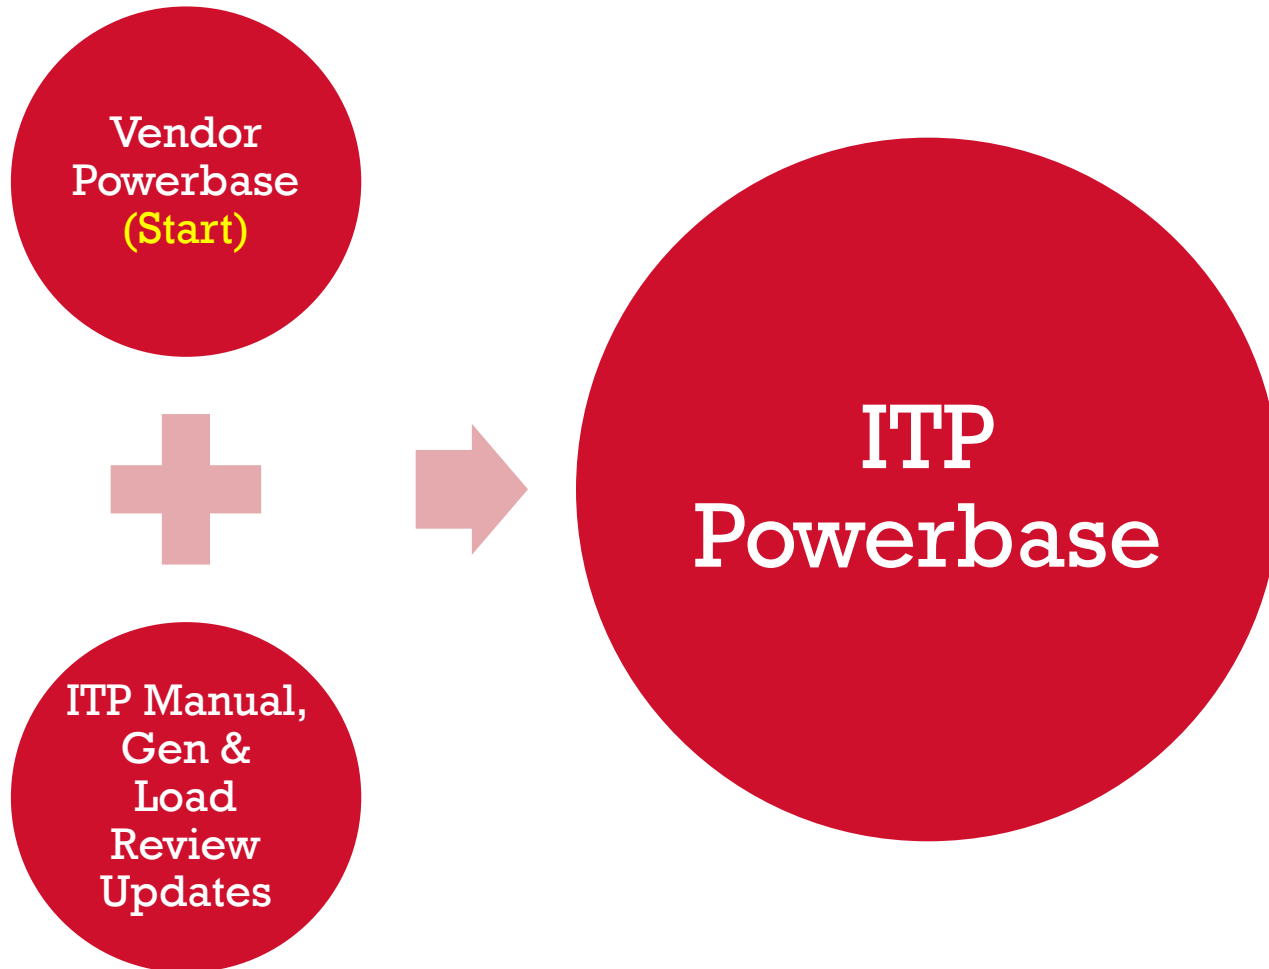 Vendor
Powerbase
(Start)
ITP Manual,
Gen &
Load
Review
Updates
ITP
Powerbase